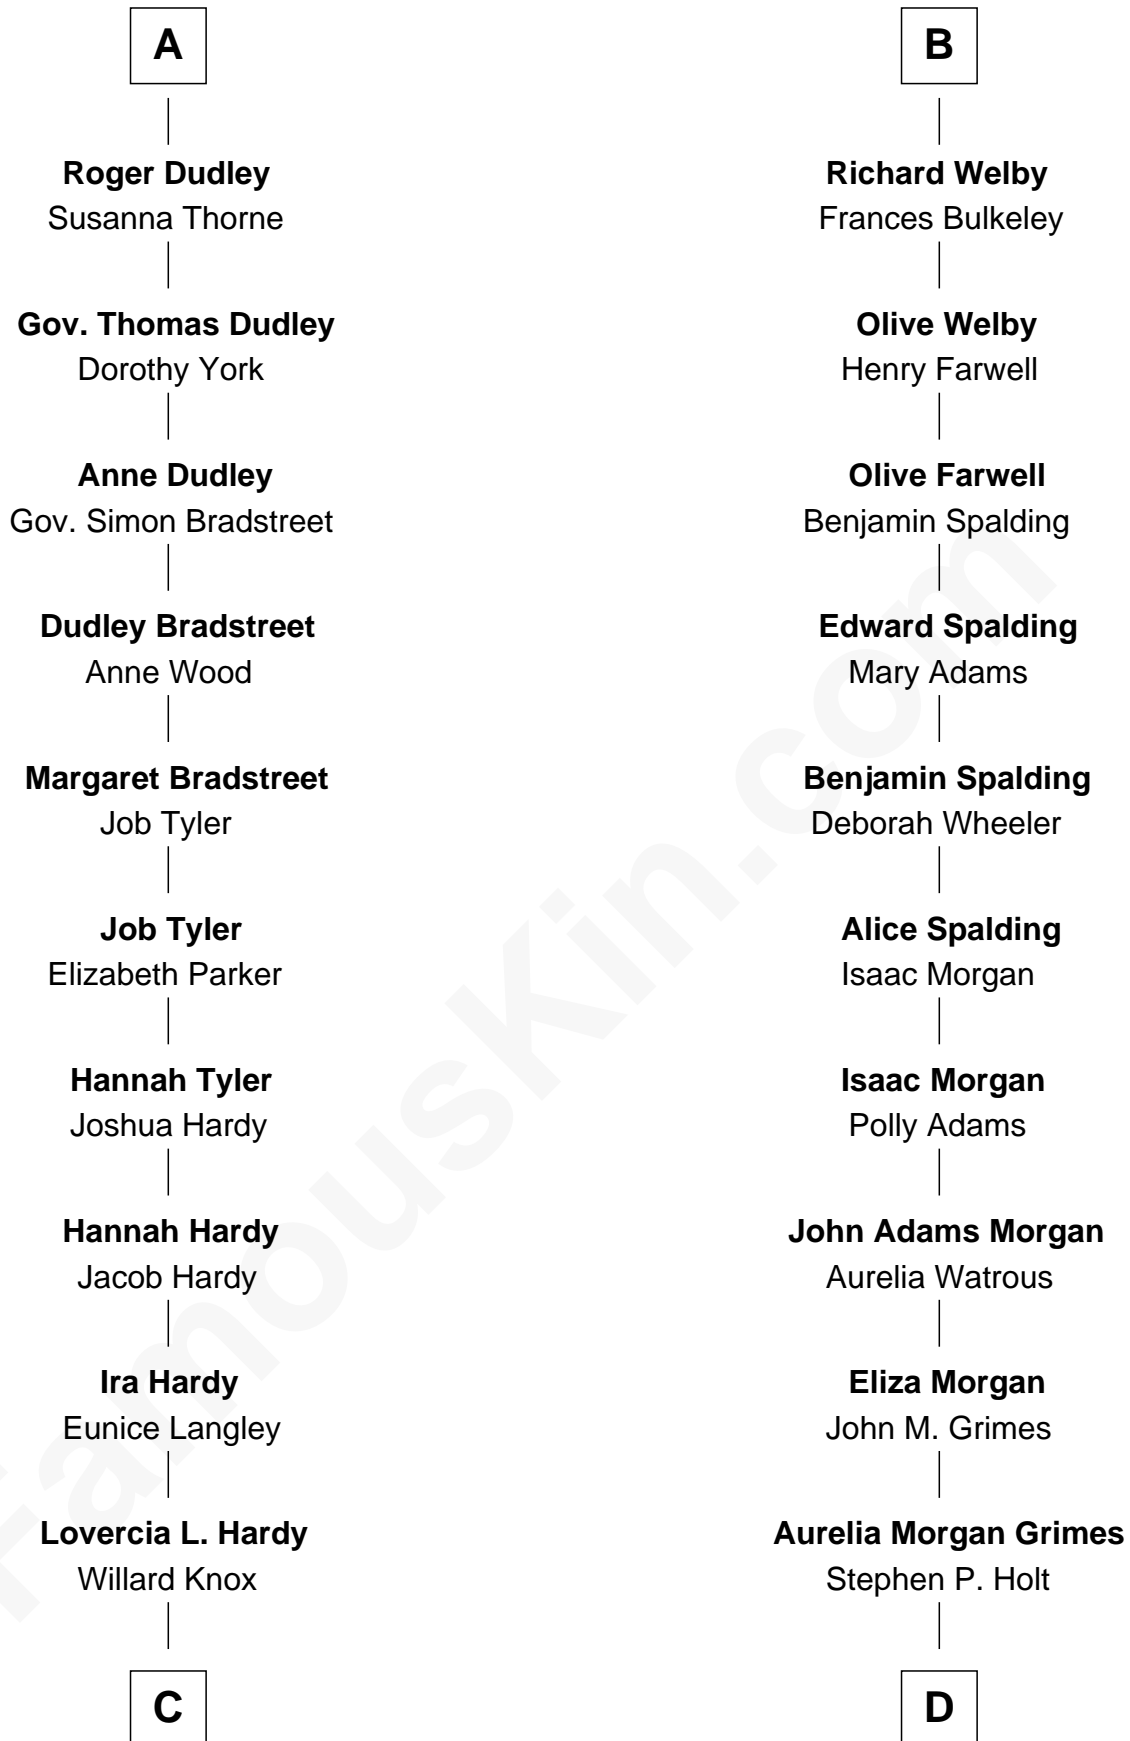 A
Roger Dudley
Susanna Thorne
Gov. Thomas Dudley
Dorothy York
Anne Dudley
Gov. Simon Bradstreet
Dudley Bradstreet
Anne Wood
Margaret Bradstreet
Job Tyler
Job Tyler
Elizabeth Parker
Hannah Tyler
Joshua Hardy
Hannah Hardy
Jacob Hardy
Ira Hardy
Eunice Langley
Lovercia L. Hardy
Willard Knox
C
B
Richard Welby
Frances Bulkeley
Olive Welby
Henry Farwell
Olive Farwell
Benjamin Spalding
Edward Spalding
Mary Adams
Benjamin Spalding
Deborah Wheeler
Alice Spalding
Isaac Morgan
Isaac Morgan
Polly Adams
John Adams Morgan
Aurelia Watrous
Eliza Morgan
John M. Grimes
Aurelia Morgan Grimes
Stephen P. Holt
D
FamousKin.com